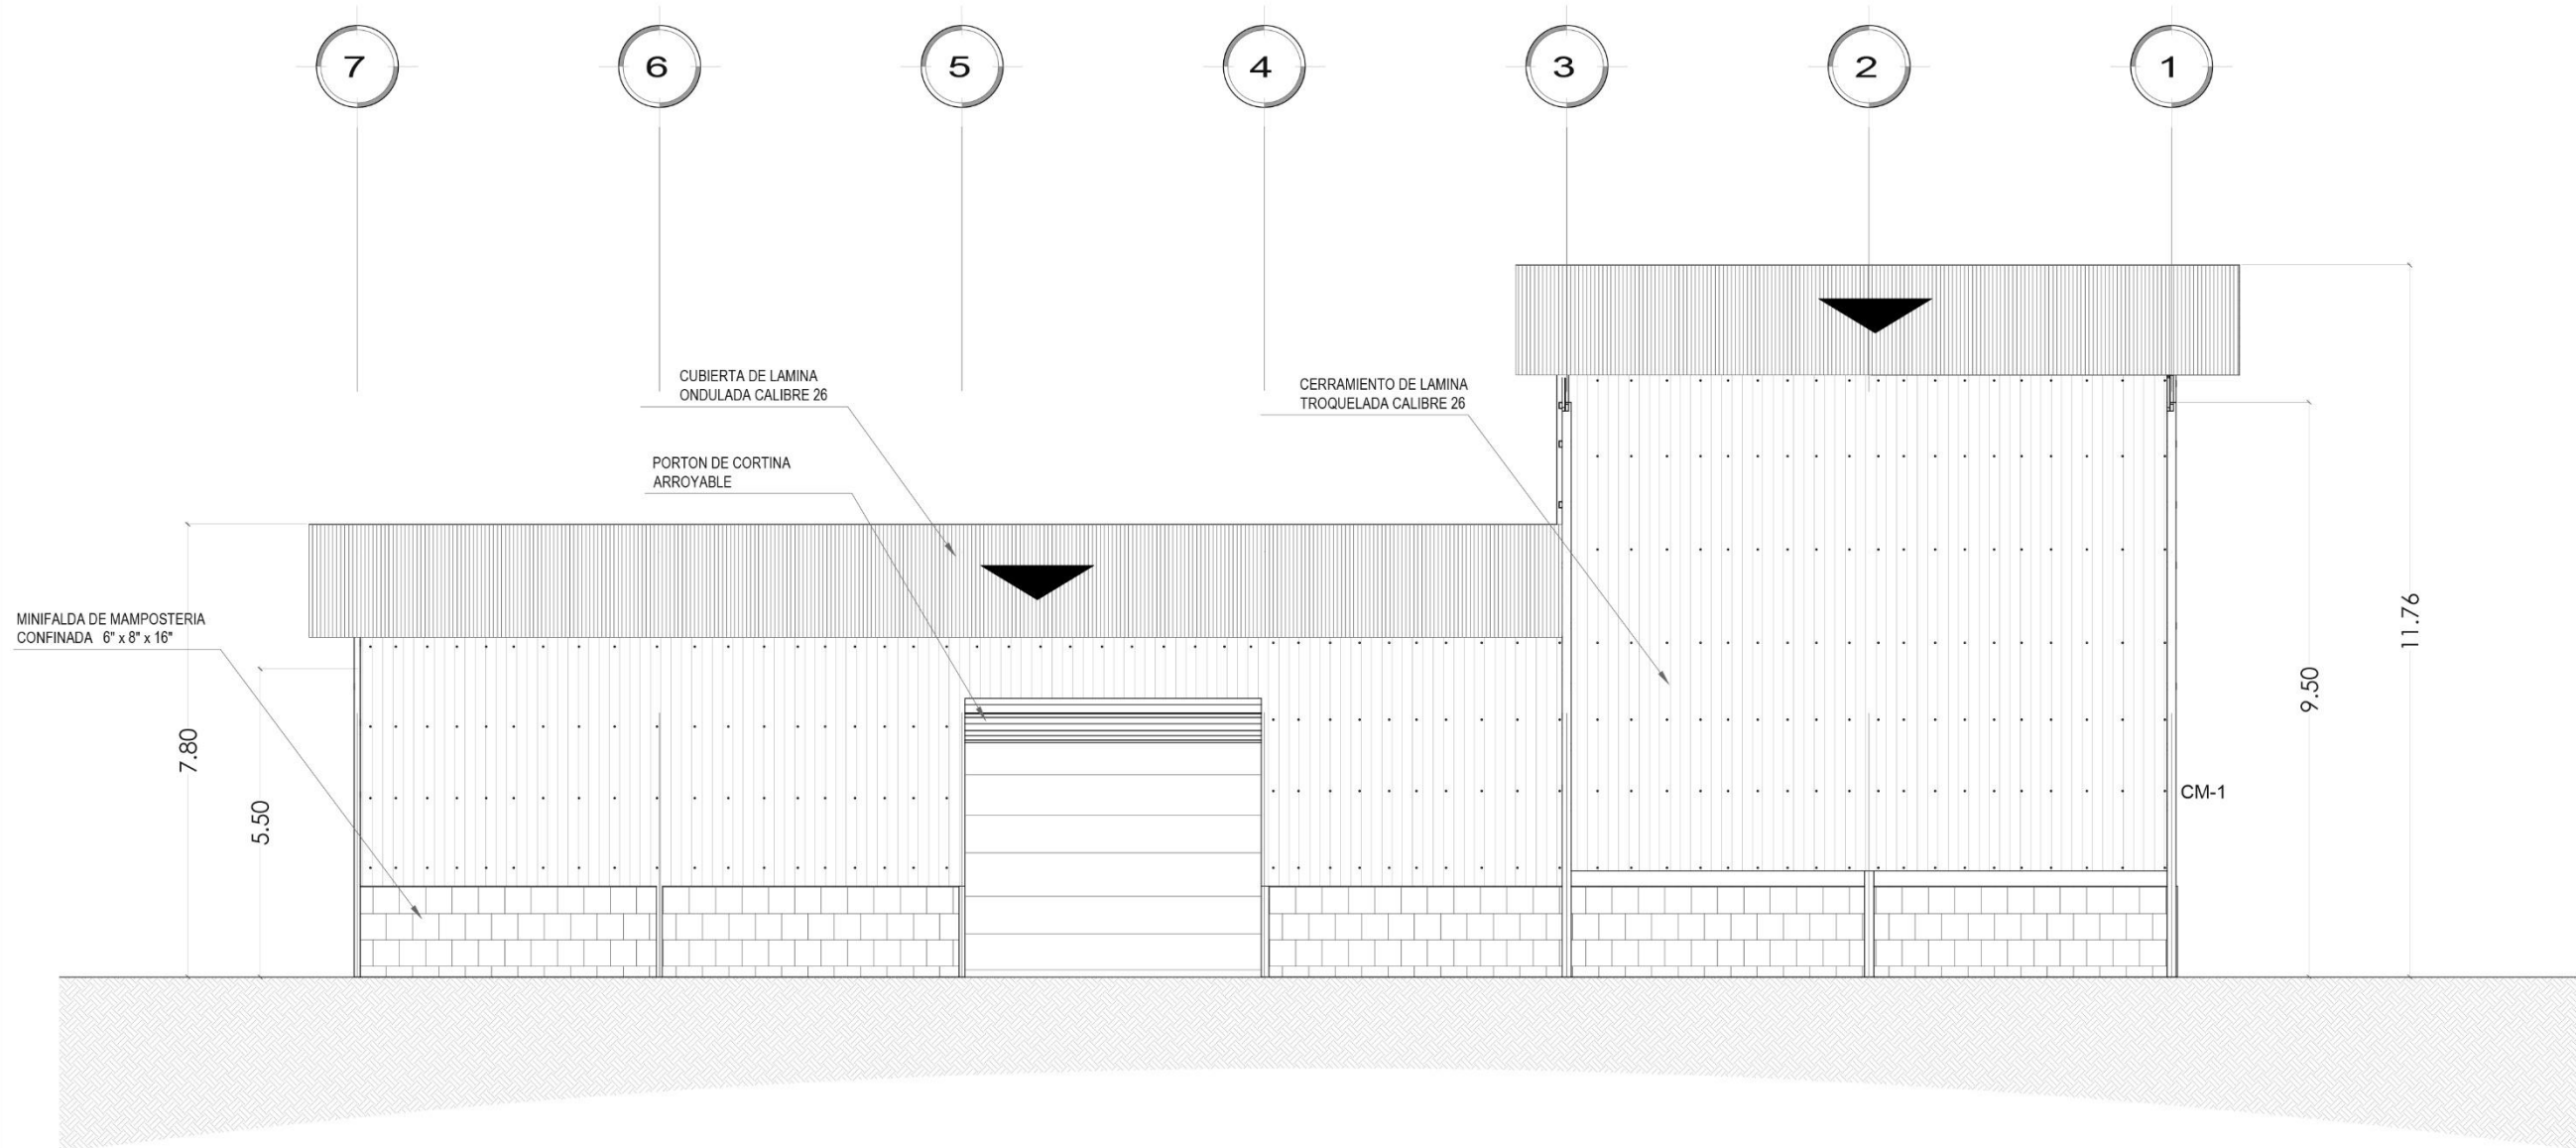 7
6
5
4
3
2
1
CUBIERTA DE LAMINA
ONDULADA CALIBRE 26
CERRAMIENTO DE LAMINA
TROQUELADA CALIBRE 26
PORTON DE CORTINA
ARROYABLE
MINIFALDA DE MAMPOSTERIA
CONFINADA 6" x 8" x 16"
7.80
5.50
11.76
9.50
CM-1